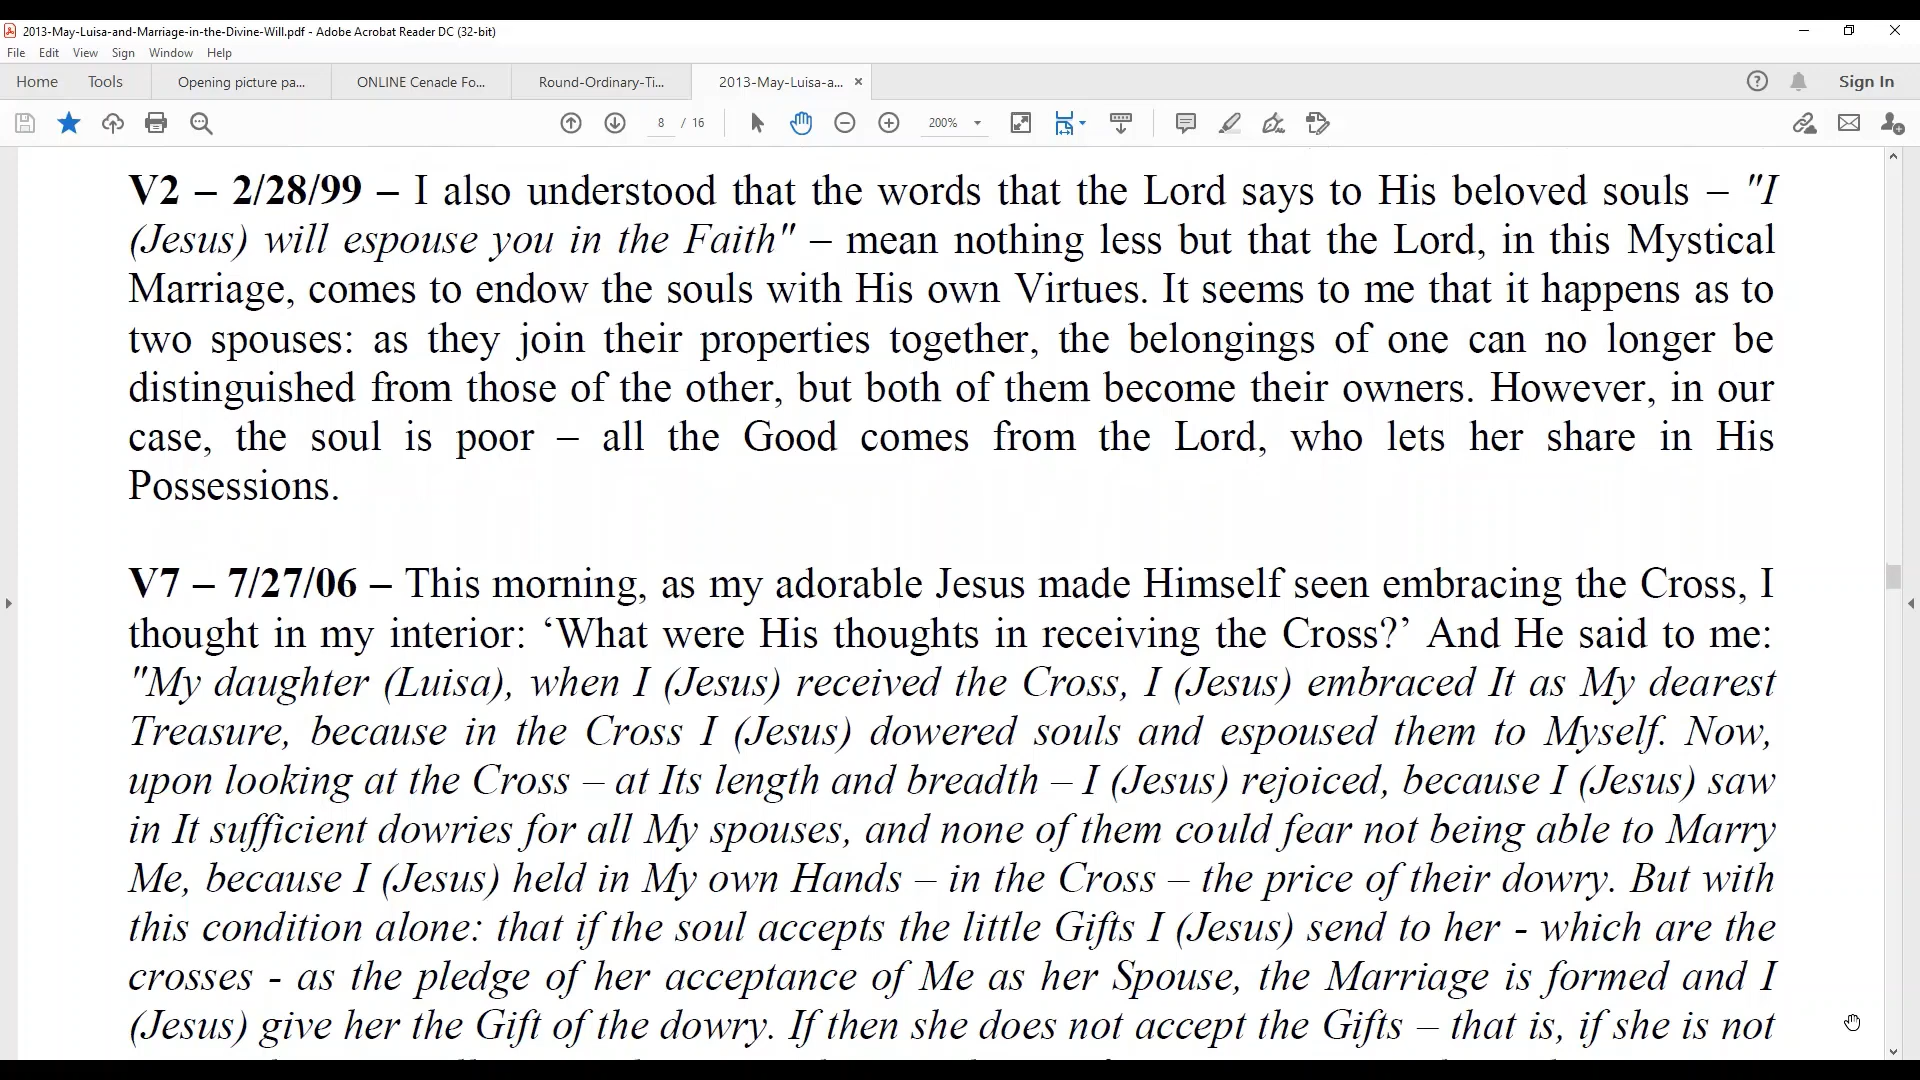 2013-May-Luisa-and-Marriage-in-the-Divine-Will.pdf - Adobe Acrobat Reader DC (32-bit)
File Edit View Sign Window Help
Home Tools Opening picture pa... ONLINE Cenacle Fo... Round-Ordinary-Ti... 2013-May-Luisa-a... × Sign In
8 / 16 200%
V2 – 2/28/99 – I also understood that the words that the Lord says to His beloved souls – "I
(Jesus) will espouse you in the Faith" – mean nothing less but that the Lord, in this Mystical
Marriage, comes to endow the souls with His own Virtues. It seems to me that it happens as to
two spouses: as they join their properties together, the belongings of one can no longer be
distinguished from those of the other, but both of them become their owners. However, in our
case, the soul is poor – all the Good comes from the Lord, who lets her share in His
Possessions.
V7 – 7/27/06 – This morning, as my adorable Jesus made Himself seen embracing the Cross, I
thought in my interior: ‘What were His thoughts in receiving the Cross?’ And He said to me:
"My daughter (Luisa), when I (Jesus) received the Cross, I (Jesus) embraced It as My dearest
Treasure, because in the Cross I (Jesus) dowered souls and espoused them to Myself. Now,
upon looking at the Cross – at Its length and breadth – I (Jesus) rejoiced, because I (Jesus) saw
in It sufficient dowries for all My spouses, and none of them could fear not being able to Marry
Me, because I (Jesus) held in My own Hands – in the Cross – the price of their dowry. But with
this condition alone: that if the soul accepts the little Gifts I (Jesus) send to her - which are the
crosses - as the pledge of her acceptance of Me as her Spouse, the Marriage is formed and I
(Jesus) give her the Gift of the dowry. If then she does not accept the Gifts – that is, if she is not